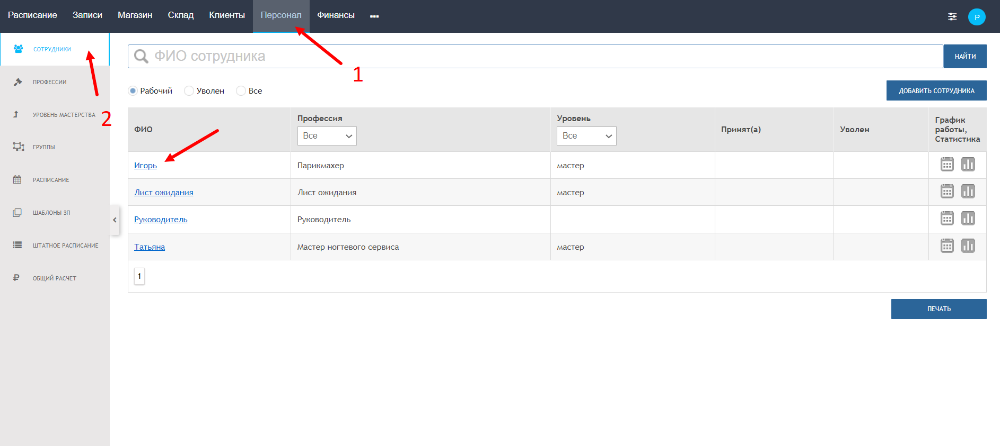 Расписание Записи Магазин Склад Клиенты Персонал Финансы
Р
1
2
СОТРУДНИКИ
ПРОФЕССИИ
УРОВЕНЬ МАСТЕРСТВА
ГРУППЫ
РАСПИСАНИЕ
ШАБЛОНЫ ЗП
ШТАТНОЕ РАСПИСАНИЕ
ОБЩИЙ РАСЧЕТ
ФИО сотрудника
НАЙТИ
Рабочий Уволен Все
ДОБАВИТЬ СОТРУДНИКА
ФИО
Профессия
Все
Уровень
Все
Принят(а)
Уволен
График
работы,
Статистика
Игорь Парикмахер мастер
Лист ожидания Лист ожидания мастер
Руководитель Руководитель
Татьяна Мастер ногтевого сервиса мастер
1
ПЕЧАТЬ